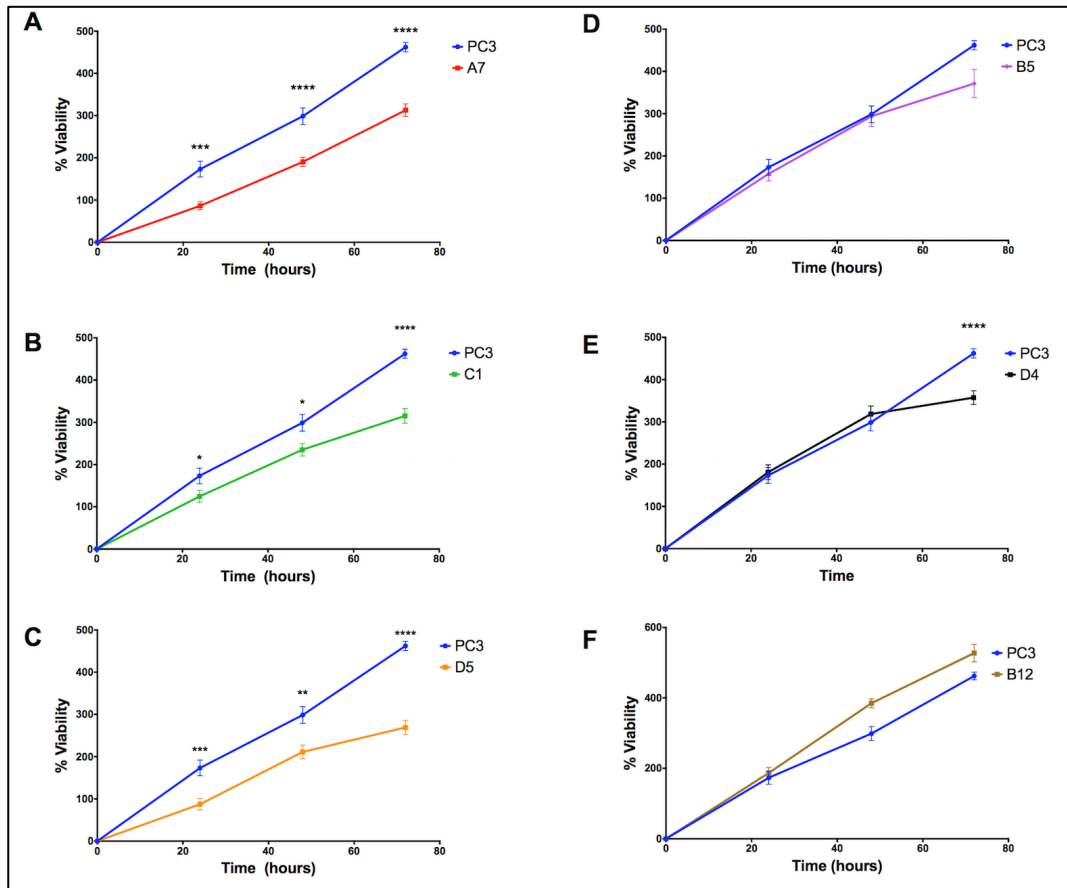 A
% Viability
500
400
300
200
100
0
0
20
40
60
80
Time (hours)
***
****
****
PC3
A7
B
% Viability
500
400
300
200
100
0
0
20
40
60
80
Time (hours)
*
*
****
PC3
C1
C
% Viability
500
400
300
200
100
0
0
20
40
60
80
Time (hours)
***
**
****
PC3
D5
D
% Viability
500
400
300
200
100
0
0
20
40
60
80
Time (hours)
PC3
B5
E
% Viability
500
400
300
200
100
0
0
20
40
60
80
Time
****
PC3
D4
F
% Viability
600
400
200
0
0
20
40
60
80
Time (hours)
PC3
B12